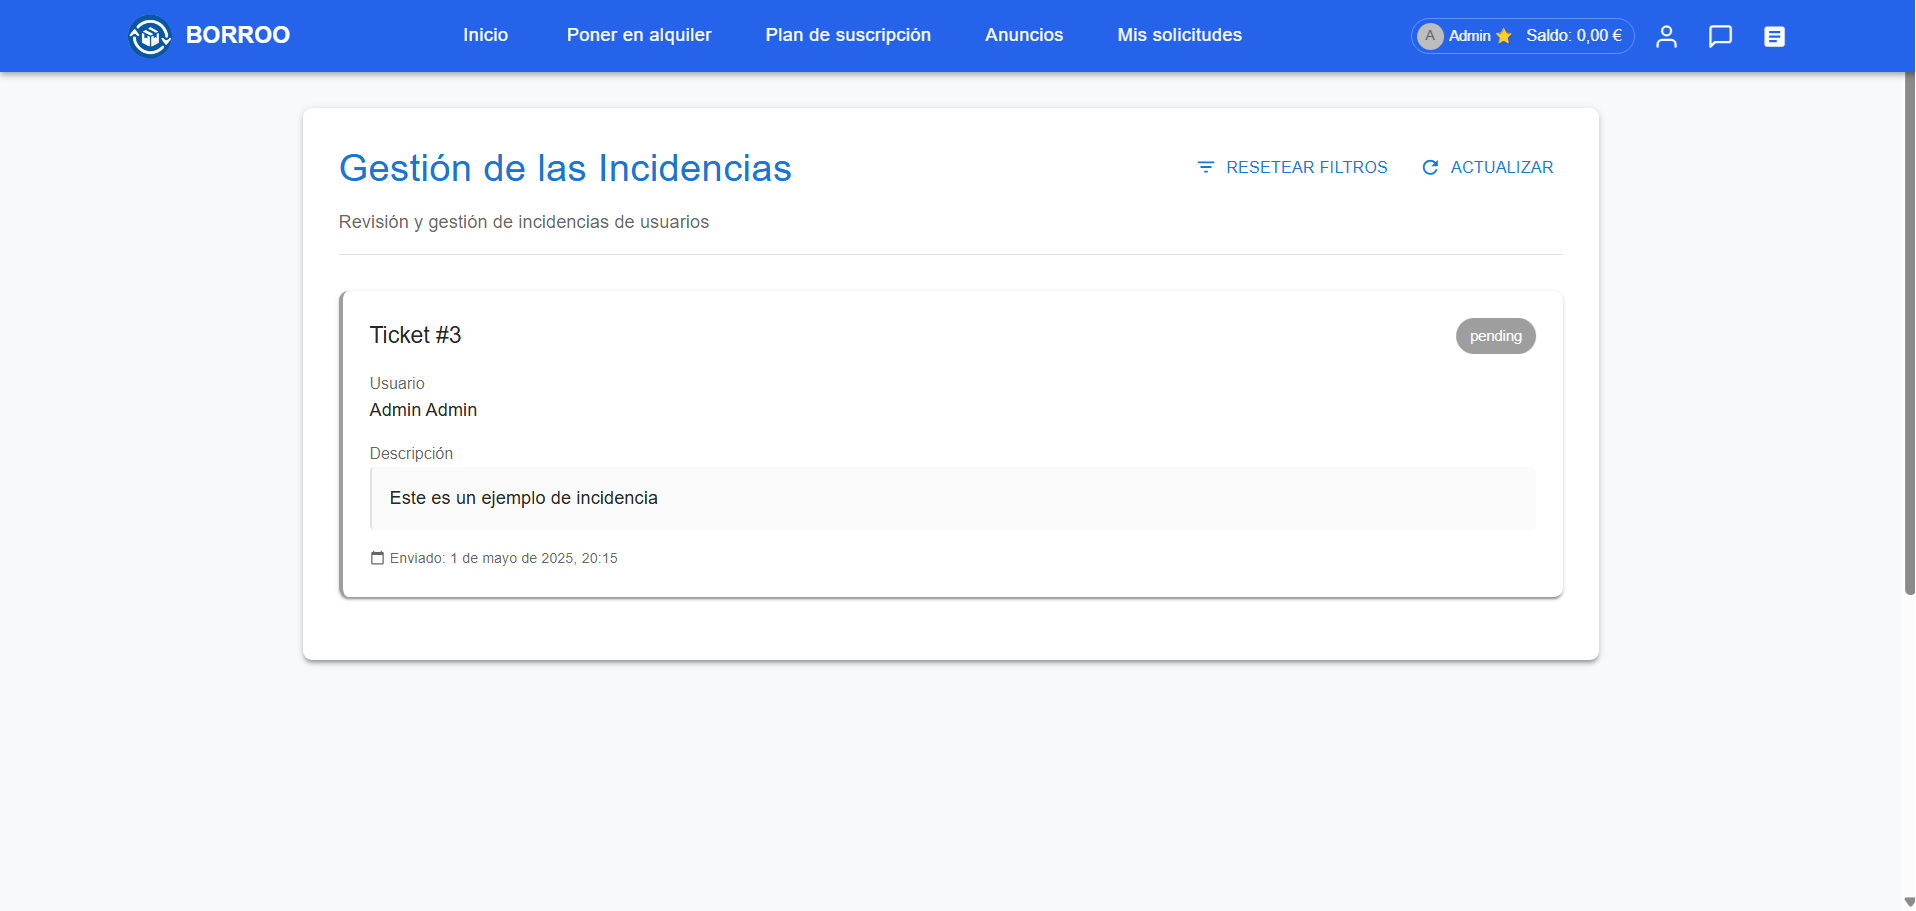 BORROO
Inicio
Poner en alquiler
Plan de suscripción
Anuncios
Mis solicitudes
A Admin Saldo: 0,00 €
Gestión de las Incidencias
RESETEAR FILTROS
ACTUALIZAR
Revisión y gestión de incidencias de usuarios
Ticket #3
pending
Usuario
Admin Admin
Descripción
Este es un ejemplo de incidencia
Enviado: 1 de mayo de 2025, 20:15